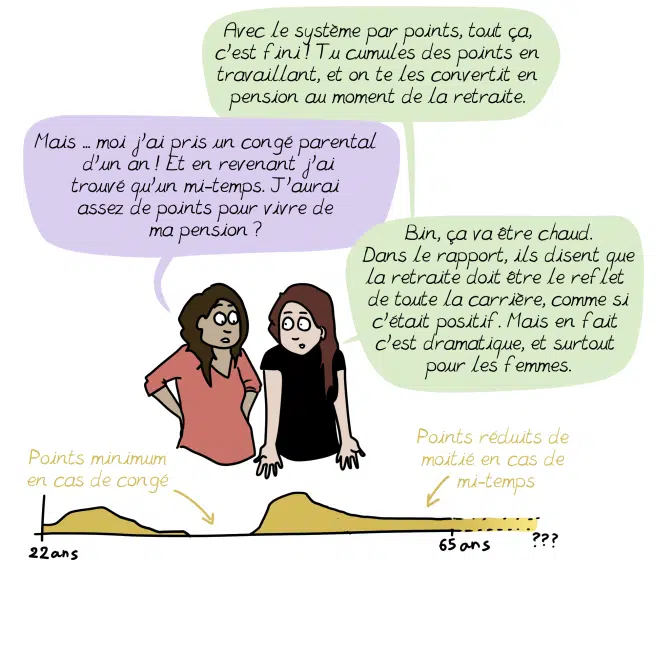 Avec le système par points, tout ça,
c'est fini ! Tu cumules des points en
travaillant, et on te les convertit en
pension au moment de la retraite.
Mais ... moi j'ai pris un congé parental
d'un an ! Et en revenant j'ai
trouvé qu'un mi-temps. J'aurai
assez de points pour vivre de
ma pension ?
Bin, ça va être chaud.
Dans le rapport, ils disent que
la retraite doit être le reflet
de toute la carrière, comme si
c'était positif. Mais en fait
c'est dramatique, et surtout
pour les femmes.
Points minimum
en cas de congé
Points réduits de
moitié en cas de
mi-temps
22 ans
65 ans
???